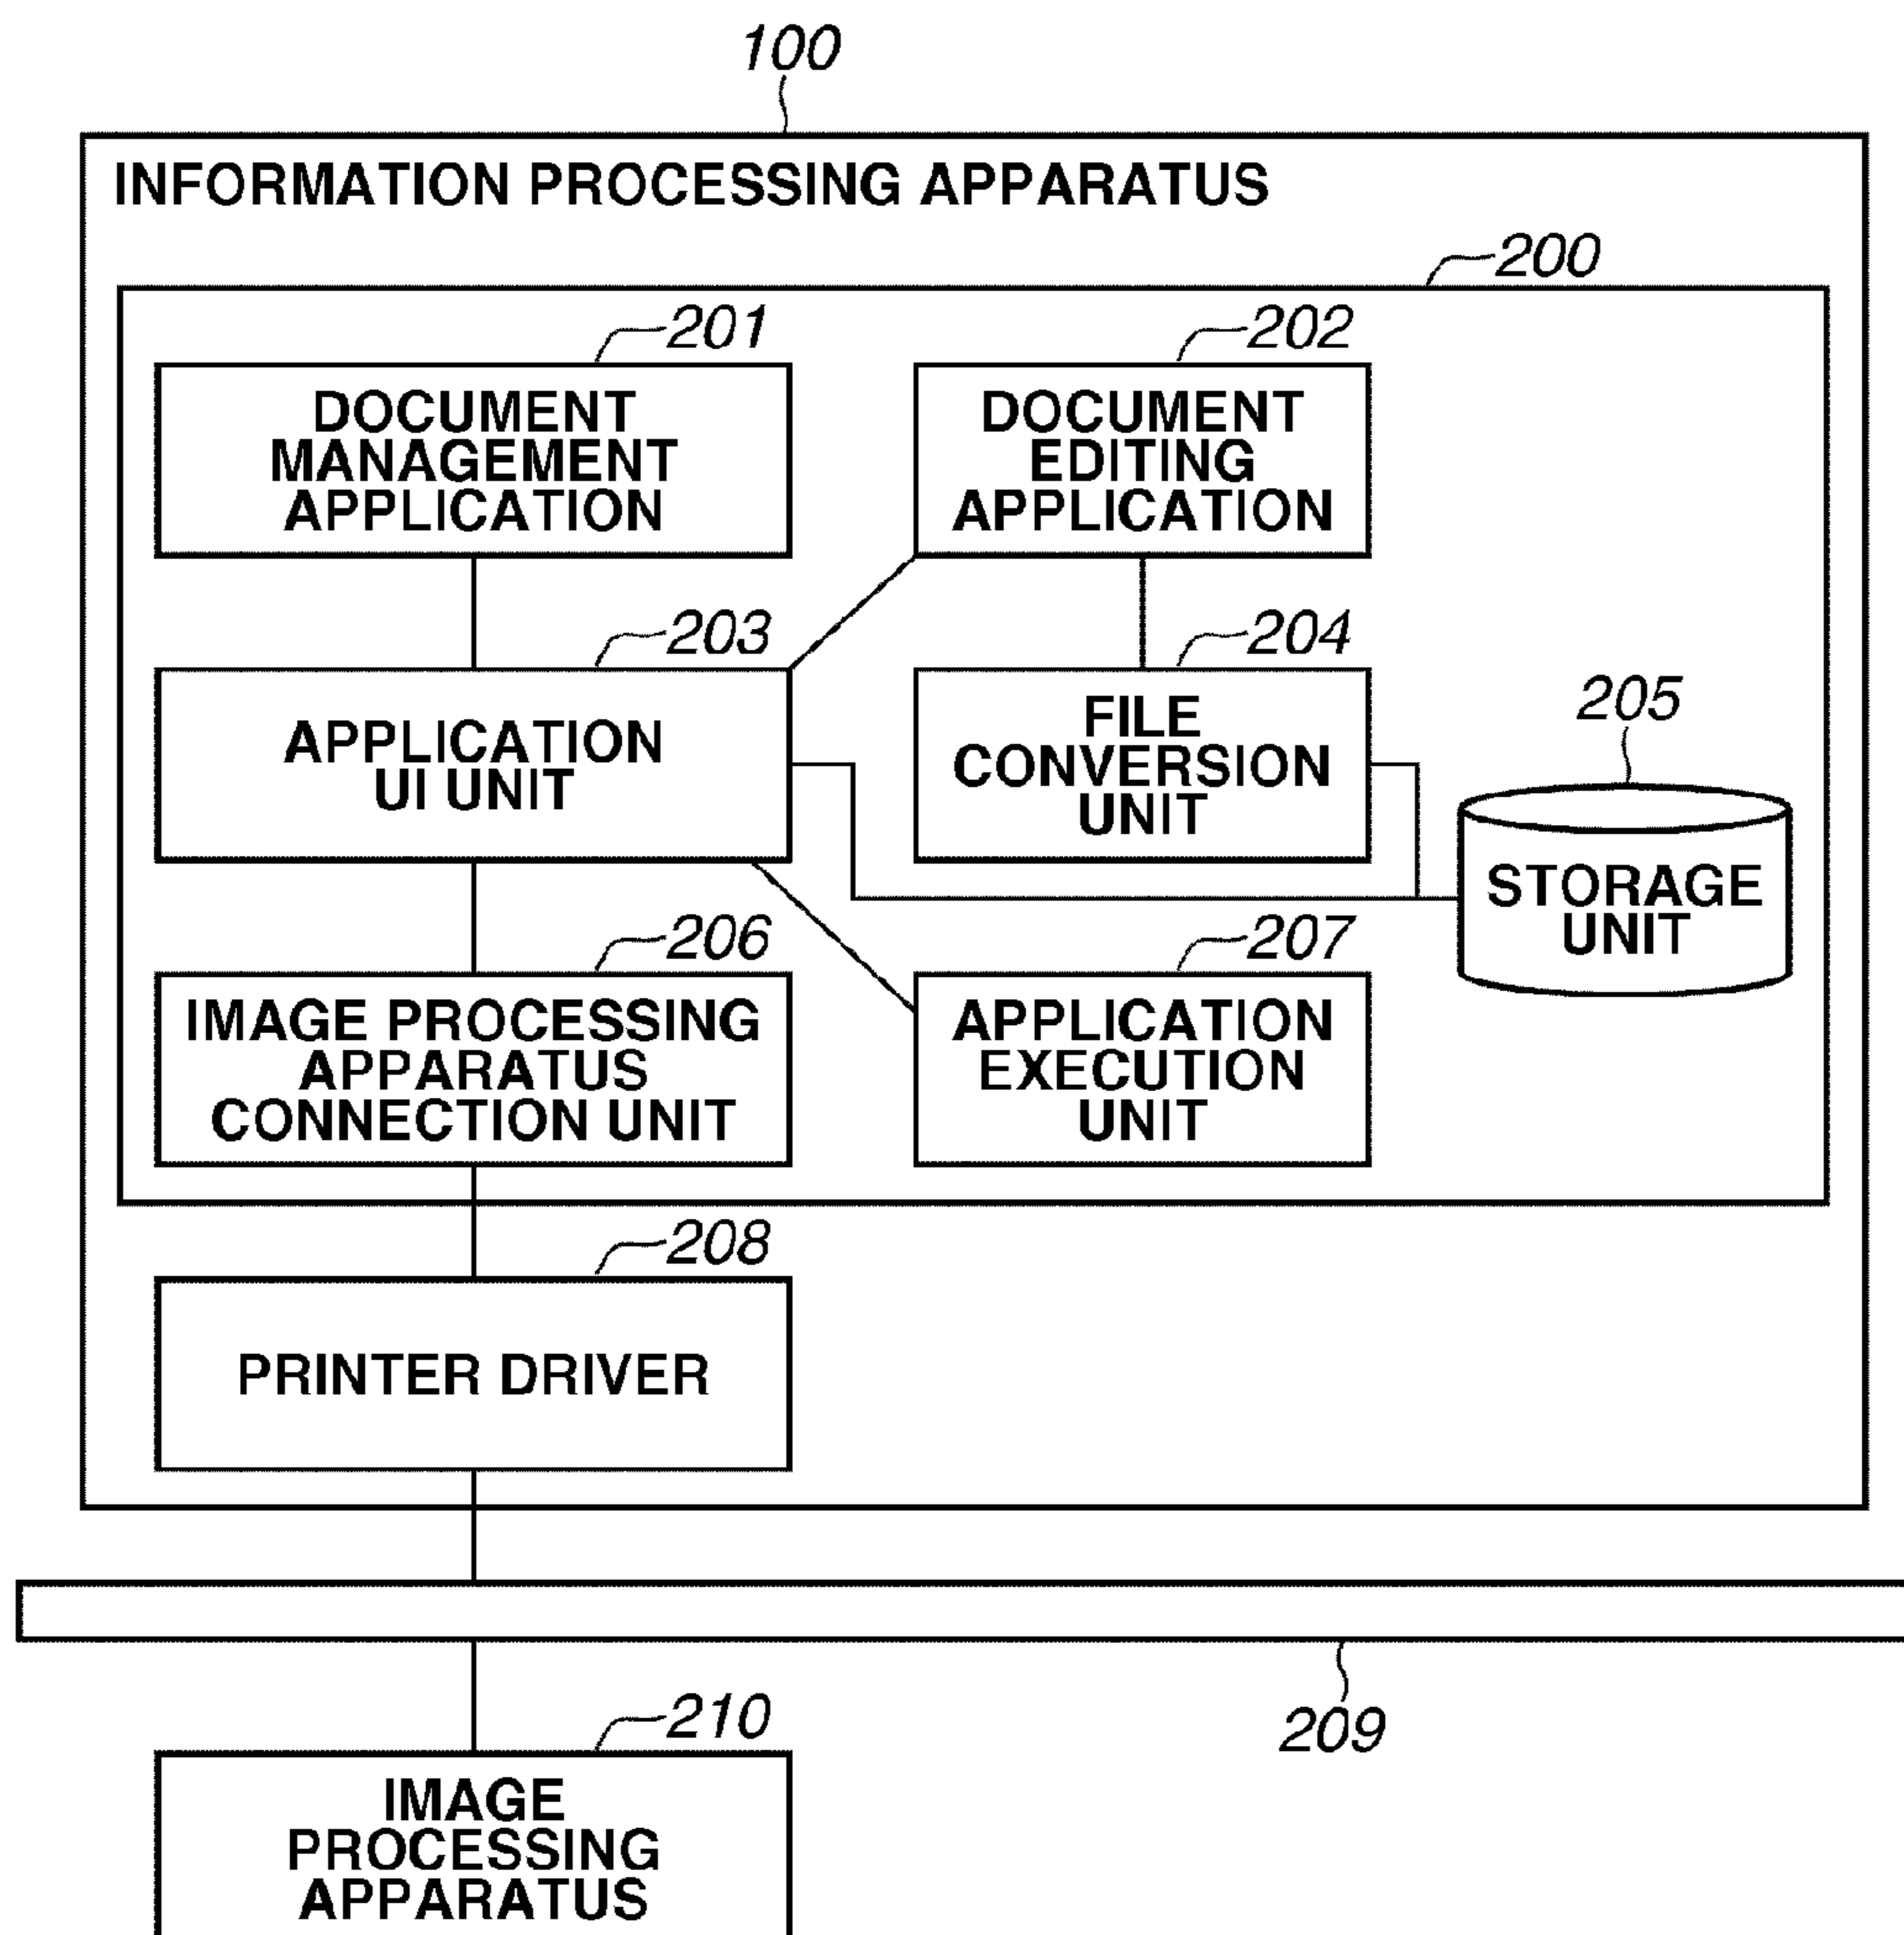 100
INFORMATION PROCESSING APPARATUS
200
201
202
DOCUMENT
MANAGEMENT
APPLICATION
DOCUMENT
EDITING
APPLICATION
203
204
205
APPLICATION
UI UNIT
FILE
CONVERSION
UNIT
STORAGE
UNIT
206
207
IMAGE PROCESSING
APPARATUS
CONNECTION UNIT
APPLICATION
EXECUTION
UNIT
208
PRINTER DRIVER
209
210
IMAGE
PROCESSING
APPARATUS